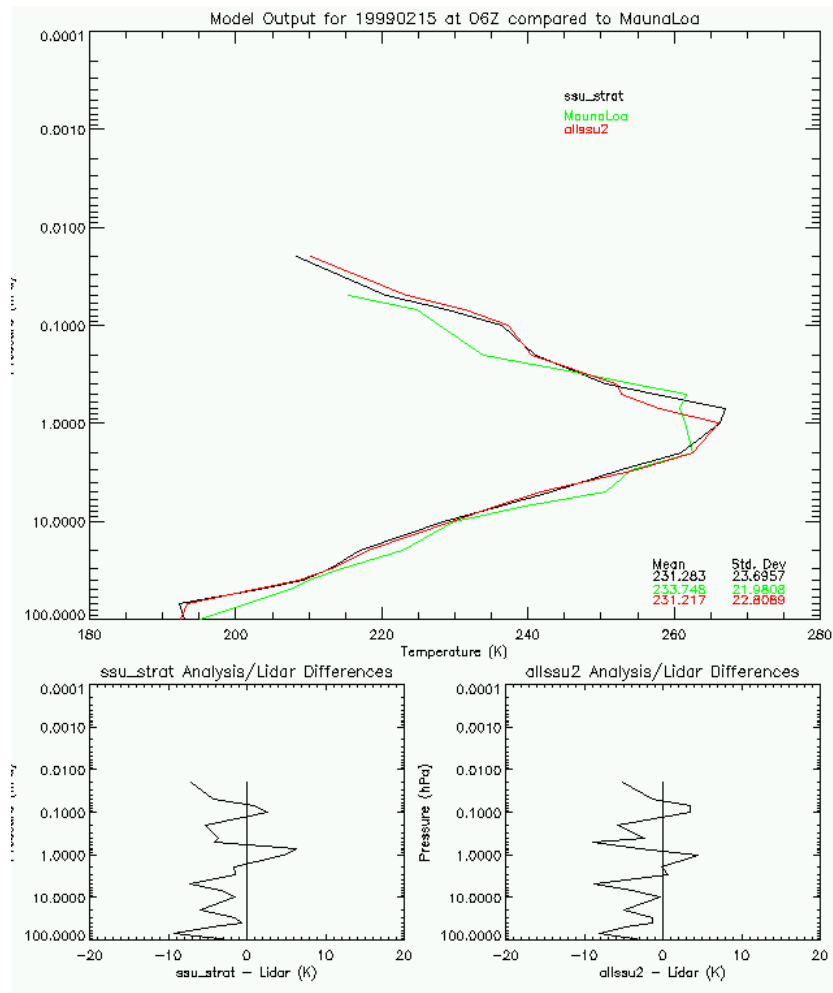 Model Output for 19990215 at 06Z compared to MaunaLoa
0.0001
0.0010
0.0100
0.1000
1.0000
10.0000
100.0000
ssu_strat
MaunaLoa
allssu2
Mean Std. Dev
231.283 23.6957
233.748 21.9808
231.217
180 200 220 240 260 280
Temperature (K)
ssu_strat Analysis/Lidar Differences
0.0001
0.0010
0.0100
0.1000
1.0000
10.0000
100.0000
-20 -10 0 10 20
ssu_strat - Lidar (K)
allssu2 Analysis/Lidar Differences
Pressure (hPa)
0.0001
0.0010
0.0100
0.1000
1.0000
10.0000
100.0000
-20 -10 0 10 20
allssu2 - Lidar (K)